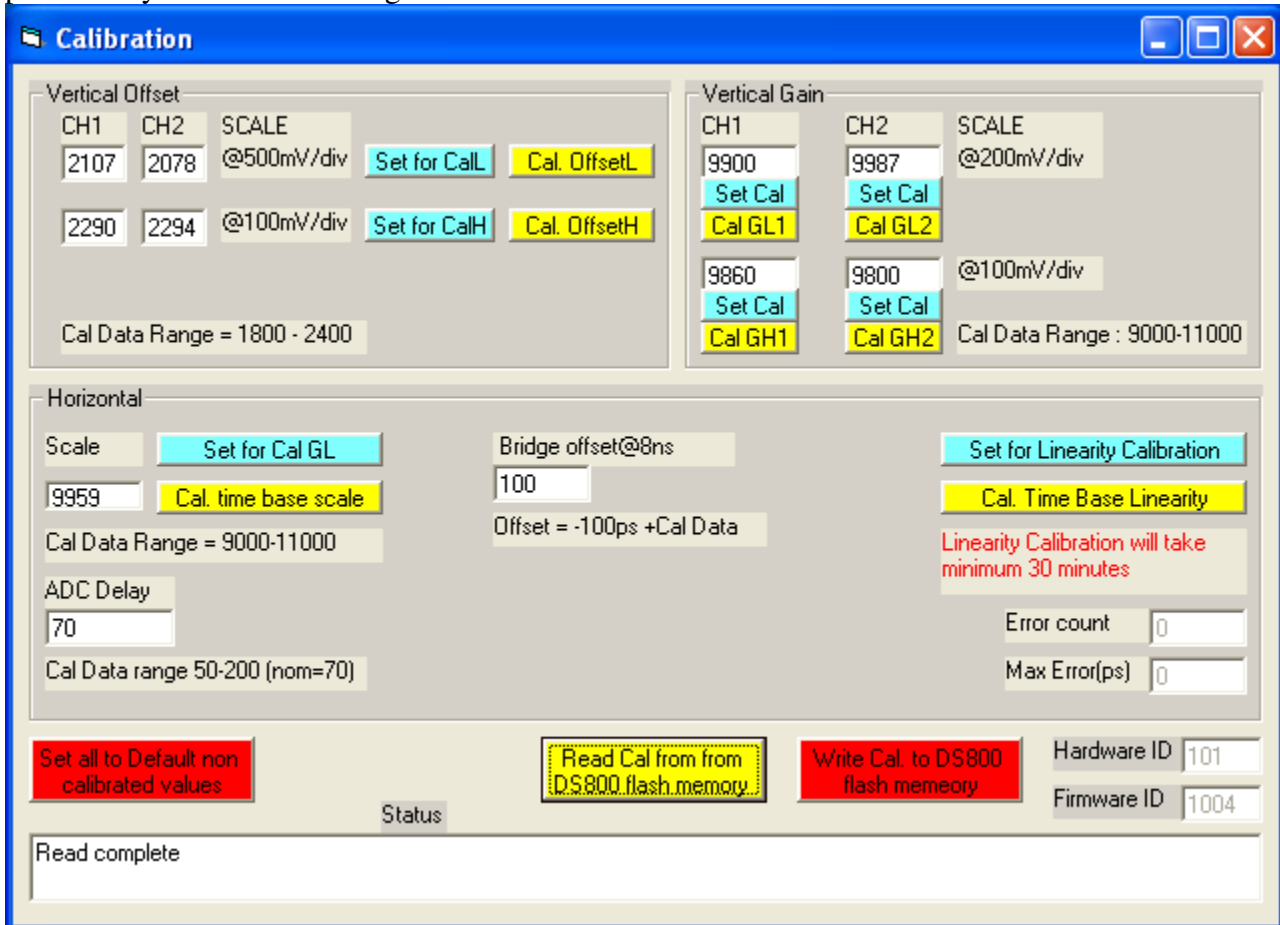 Calibration
Vertical Offset
CH1 CH2 SCALE
2107 2078 @500mV/div Set for CalL Cal. OffsetL
2290 2294 @100mV/div Set for CalH Cal. OffsetH
Cal Data Range = 1800 - 2400
Vertical Gain
CH1 CH2 SCALE
9900 9987 @200mV/div
Set Cal Set Cal
Cal GL1 Cal GL2
9860 9800 @100mV/div
Set Cal Set Cal
Cal GH1 Cal GH2 Cal Data Range : 9000-11000
Horizontal
Scale Set for Cal GL
9959 Cal. time base scale
Cal Data Range = 9000-11000
ADC Delay
70
Cal Data range 50-200 (nom=70)
Bridge offset@8ns
100
Offset = -100ps +Cal Data
Set for Linearity Calibration
Cal. Time Base Linearity
Linearity Calibration will take
minimum 30 minutes
Error count 0
Max Error(ps) 0
Set all to Default non
calibrated values
Read Cal from from
DS800 flash memory
Write Cal. to DS800
flash memeory
Hardware ID 101
Firmware ID 1004
Status
Read complete